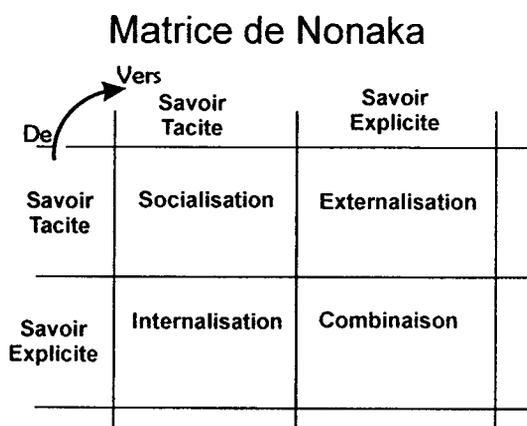 Matrice de Nonaka
Vers
De
Savoir
Tacite
Savoir
Explicite
Savoir
Tacite
Socialisation
Externalisation
Savoir
Explicite
Internalisation
Combinaison